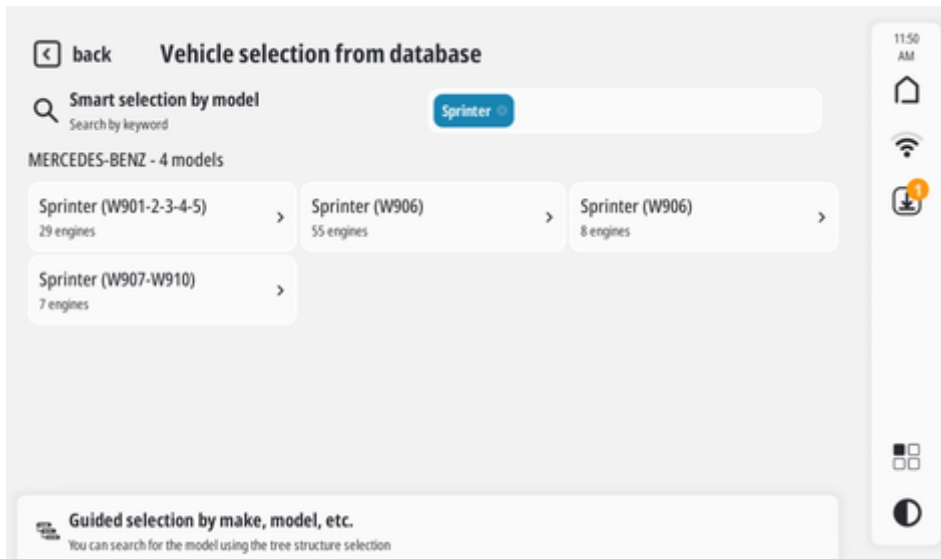 back Vehicle selection from database
11:50
AM
Smart selection by model
Search by keyword
Sprinter
1
MERCEDES-BENZ - 4 models
Sprinter (W901-2-3-4-5)
29 engines
Sprinter (W906)
55 engines
Sprinter (W906)
8 engines
Sprinter (W907-W910)
7 engines
Guided selection by make, model, etc.
You can search for the model using the tree structure selection